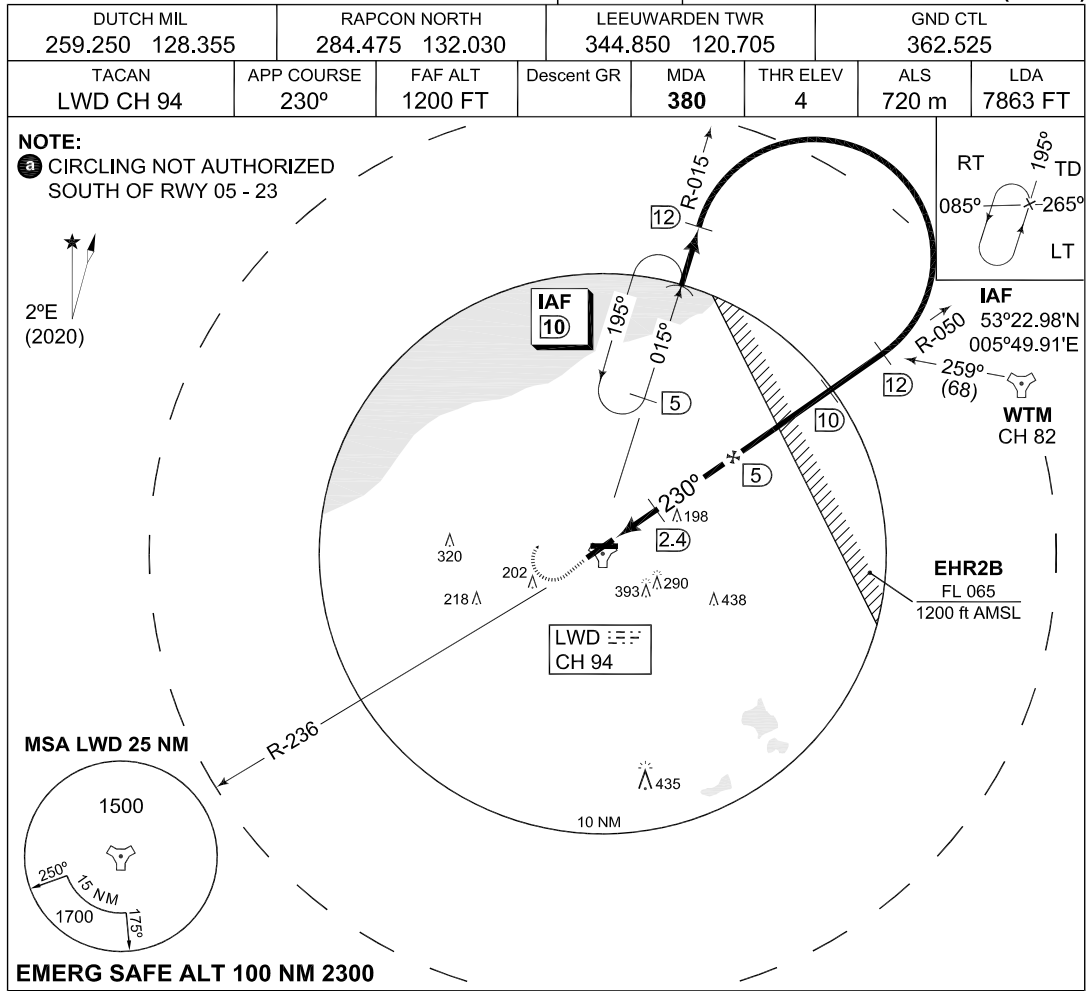 DUTCH MIL
259.250 128.355
RAPCON NORTH
284.475 132.030
LEEUWARDEN TWR
344.850 120.705
GND CTL
362.525
TACAN
LWD CH 94
APP COURSE
230º
FAF ALT
1200 FT
Descent GR
MDA
380
THR ELEV
4
ALS
720 m
LDA
7863 FT
NOTE:
a CIRCLING NOT AUTHORIZED
SOUTH OF RWY 05 - 23
2ºE
(2020)
R-015
12
IAF
10
195º
015º
5
RT
195º
TD
085º
265º
LT
IAF
53°22.98'N
005º49.91'E
R-050
259º
(68)
12
WTM
CH 82
10
5
230º
2.4
198
320
202
218
393
290
438
EHR2B
FL 065
1200 ft AMSL
LWD
CH 94
R-236
435
10 NM
MSA LWD 25 NM
1500
250º
15 NM
1700
175º
EMERG SAFE ALT 100 NM 2300